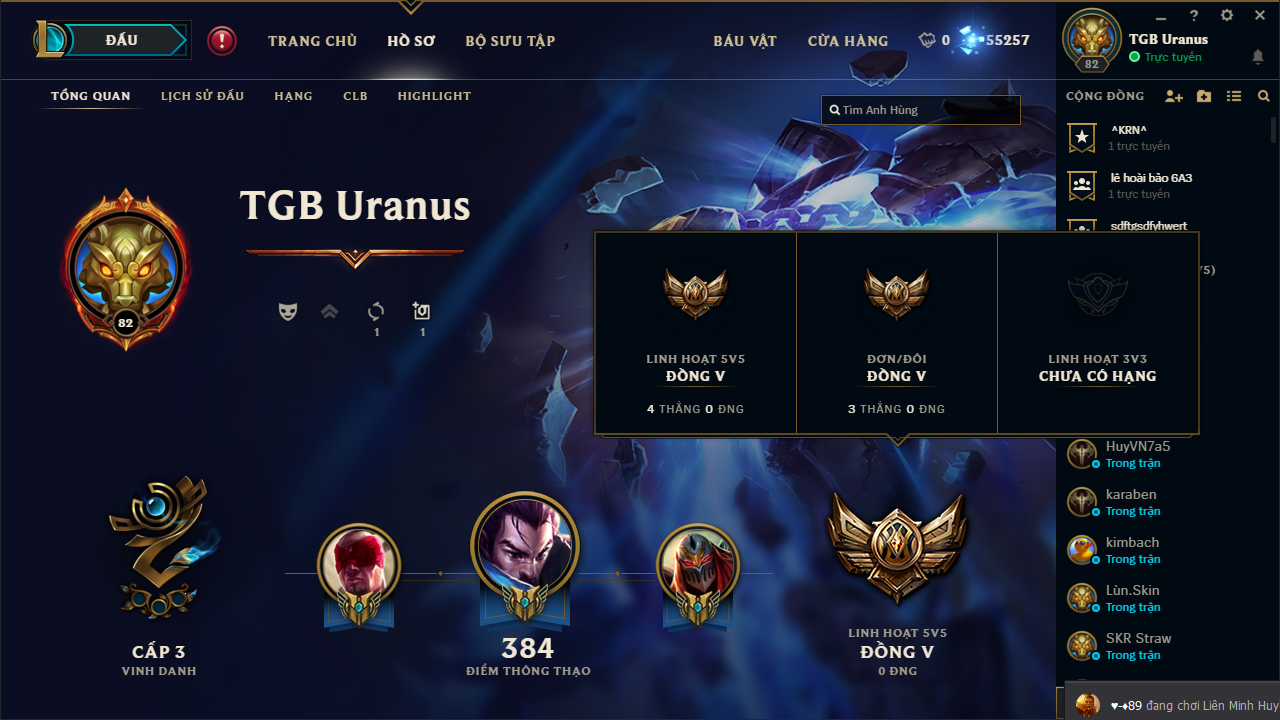 ĐẤU
TRANG CHỦ
HỒ SƠ
BỘ SƯU TẬP
BÁU VẬT
CỬA HÀNG
0
55257
82
TGB Uranus
Trực tuyến
TỔNG QUAN
LỊCH SỬ ĐẤU
HẠNG
CLB
HIGHLIGHT
Tìm Anh Hùng
CỘNG ĐỒNG
^KRN^
1 trực tuyến
lê hoài bảo 6A3
1 trực tuyến
sdftgsdfyhwert
TGB Uranus
82
1
1
LINH HOẠT 5V5
ĐỒNG V
4 THẮNG 0 ĐNG
ĐƠN/ĐÔI
ĐỒNG V
3 THẮNG 0 ĐNG
LINH HOẠT 3V3
CHƯA CÓ HẠNG
/5)
HuyVN7a5
Trong trận
karaben
Trong trận
kimbach
Trong trận
Lùn.Skin
Trong trận
SKR Straw
Trong trận
CẤP 3
VINH DANH
384
ĐIỂM THÔNG THẠO
LINH HOẠT 5V5
ĐỒNG V
0 ĐNG
♥-♦89 đang chơi Liên Minh Huy